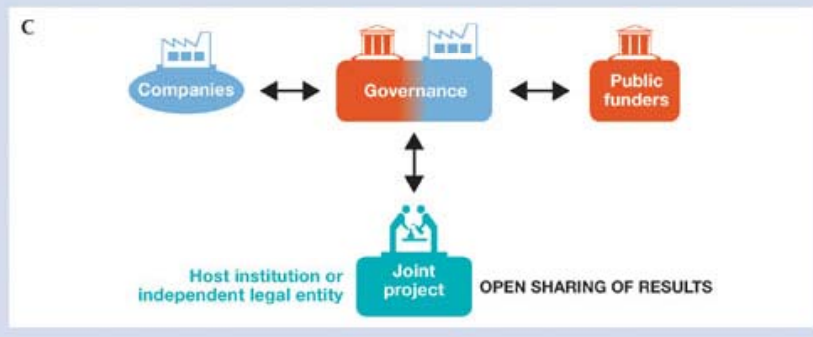 C
Companies
Governance
Public
funders
Host institution or
independent legal entity
Joint
project
OPEN SHARING OF RESULTS